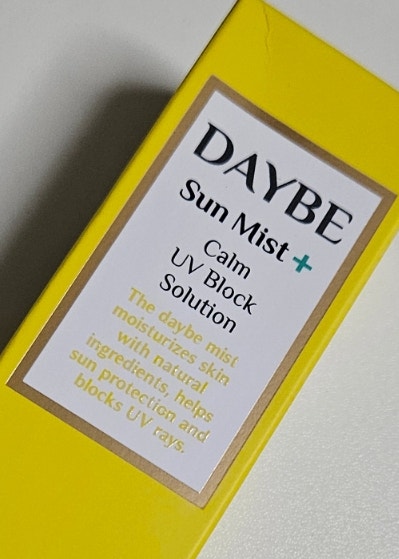 DAYBE
Sun Mist +
Calm
UV Block
Solution
The daybe mist
moisturizes skin
with natural
ingredients, helps
sun protection and
blocks UV rays.